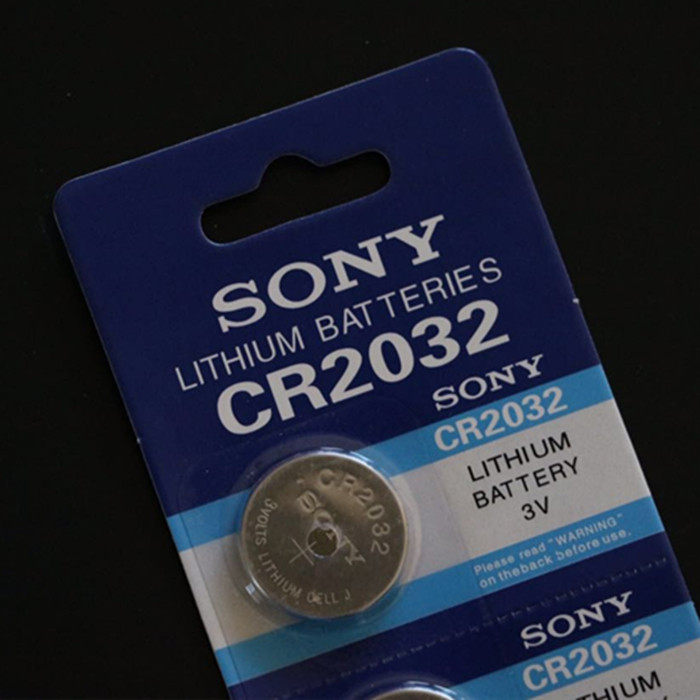 SONY
LITHIUM BATTERIES
CR2032
SONY
CR2032
LITHIUM
BATTERY
3V
Please read "WARNING"
on theback before use.
CR2032
SONY
3VOLTS LITHIUM CELL J
SONY
CR2032